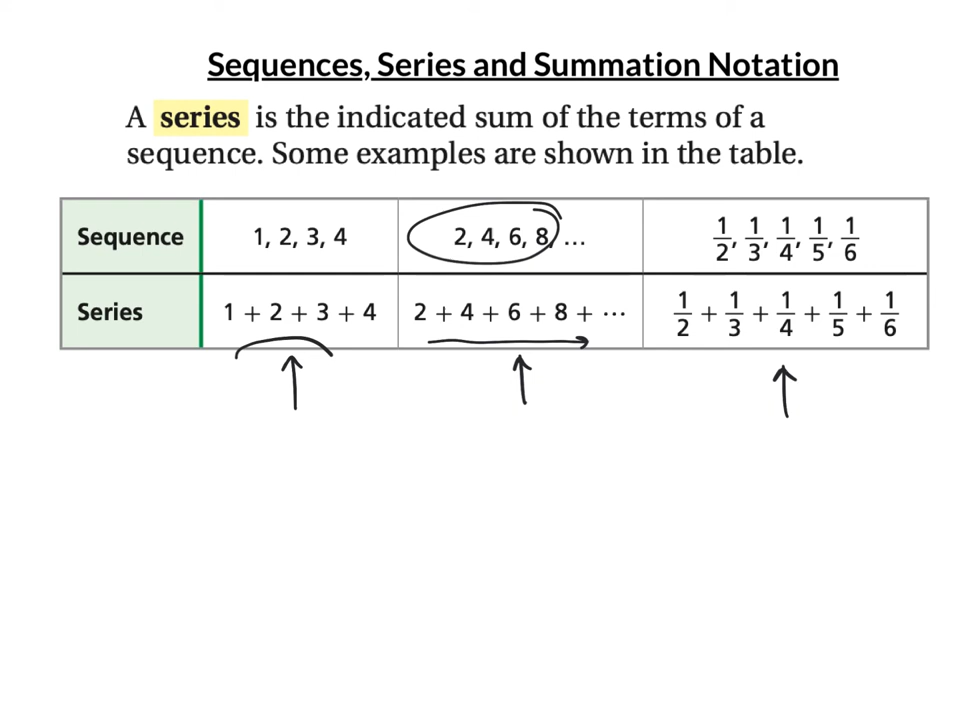 Sequences, Series and Summation Notation
A series is the indicated sum of the terms of a
sequence. Some examples are shown in the table.
Sequence 1, 2, 3, 4 2, 4, 6, 8, ... 1/2, 1/3, 1/4, 1/5, 1/6
Series 1 + 2 + 3 + 4 2 + 4 + 6 + 8 + ⋯ 1/2 + 1/3 + 1/4 + 1/5 + 1/6